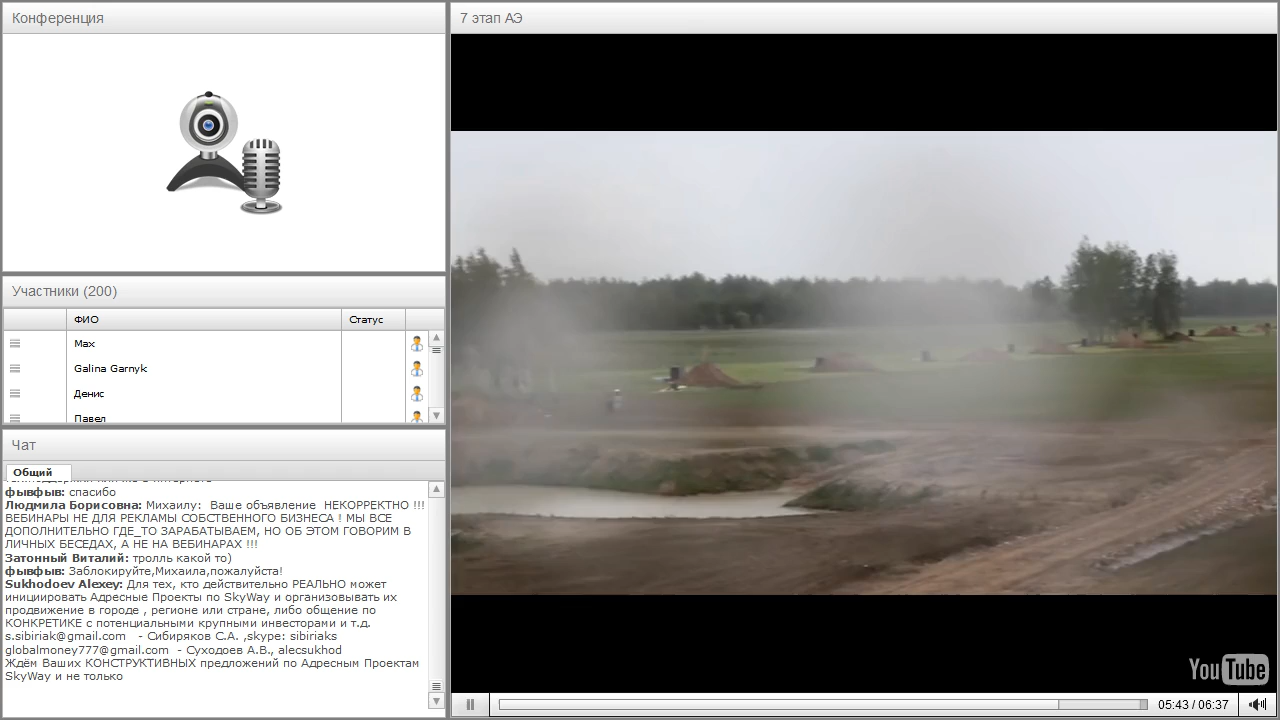 Конференция
7 этап АЭ
Участники (200)
ФИО
Статус
Max
Galina Garnyk
Денис
Павел
Чат
Общий
фывфыв: спасибо
Людмила Борисовна: Михаилу:  Ваше объявление  НЕКОРРЕКТНО !!!
ВЕБИНАРЫ НЕ ДЛЯ РЕКЛАМЫ СОБСТВЕННОГО БИЗНЕСА ! МЫ ВСЕ
ДОПОЛНИТЕЛЬНО ГДЕ_ТО ЗАРАБАТЫВАЕМ, НО ОБ ЭТОМ ГОВОРИМ В
ЛИЧНЫХ БЕСЕДАХ, А НЕ НА ВЕБИНАРАХ !!!
Затонный Виталий: тролль какой то)
фывфыв: Заблокируйте,Михаила,пожалуйста!
Sukhodoev Alexey: Для тех, кто действительно РЕАЛЬНО может
инициировать Адресные Проекты по SkyWay и организовывать их
продвижение в городе , регионе или стране, либо общение по
КОНКРЕТИКЕ с потенциальными крупными инвесторами и т.д.
s.sibiriak@gmail.com   - Сибиряков С.А. ,skype: sibiriaks
globalmoney777@gmail.com  - Суходоев А.В., alecsukhod
Ждём Ваших КОНСТРУКТИВНЫХ предложений по Адресным Проектам
SkyWay и не только
YouTube
05:43 / 06:37